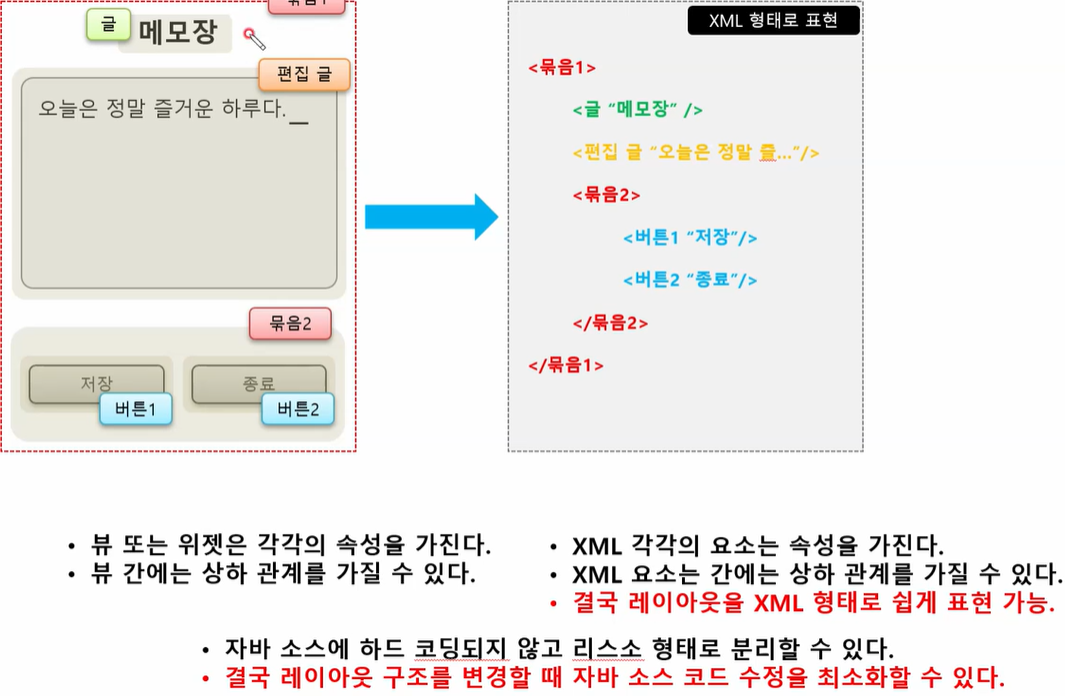 글
메모장
편집 글
오늘은 정말 즐거운 하루다.
묶음2
저장
종료
버튼1
버튼2
XML 형태로 표현
<묶음1>
<글 “메모장” />
<편집 글 “오늘은 정말 즐...”/>
<묶음2>
<버튼1 “저장”/>
<버튼2 “종료”/>
</묶음2>
</묶음1>
• 뷰 또는 위젯은 각각의 속성을 가진다.
• 뷰 간에는 상하 관계를 가질 수 있다.
• XML 각각의 요소는 속성을 가진다.
• XML 요소는 간에는 상하 관계를 가질 수 있다.
• 결국 레이아웃을 XML 형태로 쉽게 표현 가능.
• 자바 소스에 하드 코딩되지 않고 리스소 형태로 분리할 수 있다.
• 결국 레이아웃 구조를 변경할 때 자바 소스 코드 수정을 최소화할 수 있다.